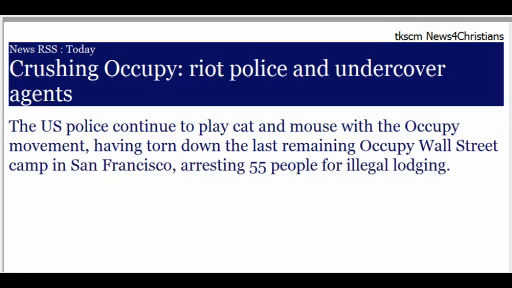 tkscm News4Christians
News RSS : Today
Crushing Occupy: riot police and undercover
agents
The US police continue to play cat and mouse with the Occupy
movement, having torn down the last remaining Occupy Wall Street
camp in San Francisco, arresting 55 people for illegal lodging.